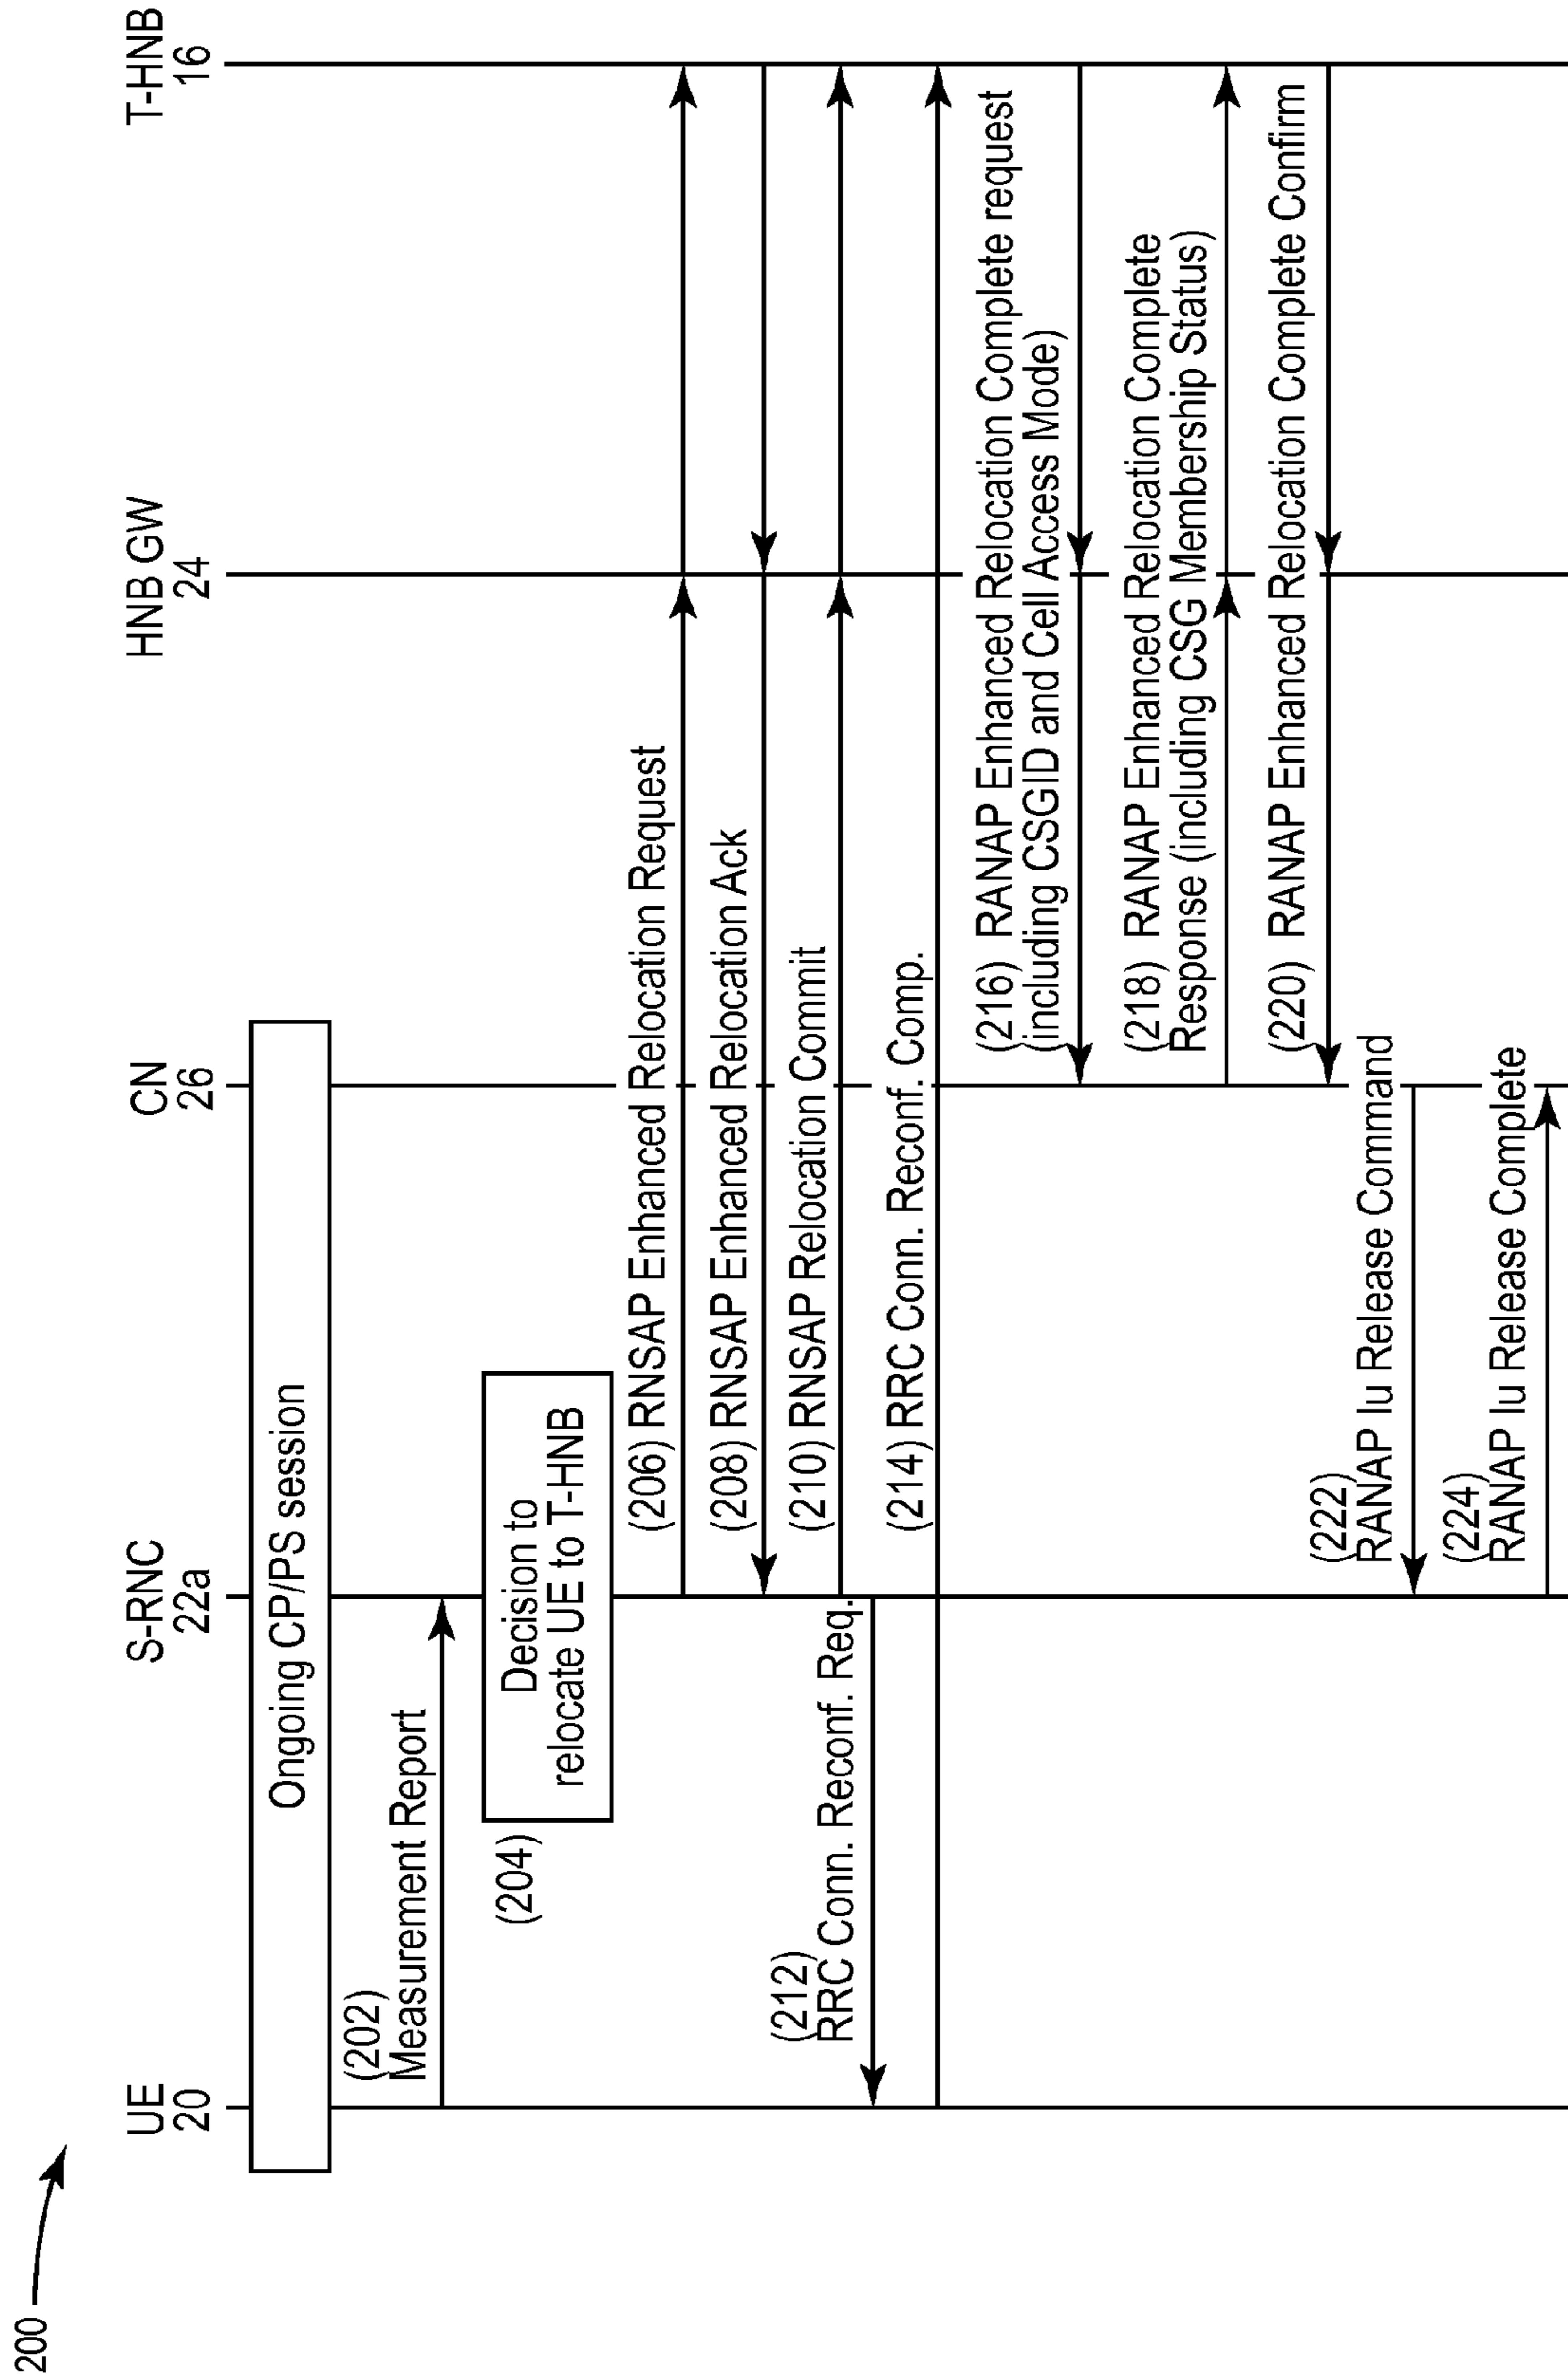 200
UE
20
S-RNC
22a
CN
26
HNB GW
24
T-HNB
16
Ongoing CP/PS session
(202)
Measurement Report
(204)
Decision to
relocate UE to T-HNB
(206) RNSAP Enhanced Relocation Request
(208) RNSAP Enhanced Relocation Ack
(210) RNSAP Relocation Commit
(212)
RRC Conn. Reconf. Req.
(214) RRC Conn. Reconf. Comp.
(216) RANAP Enhanced Relocation Complete request
(including CSGID and Cell Access Mode)
(218) RANAP Enhanced Relocation Complete
Response (including CSG Membership Status)
(220) RANAP Enhanced Relocation Complete Confirm
(222)
RANAP Iu Release Command
(224)
RANAP Iu Release Complete